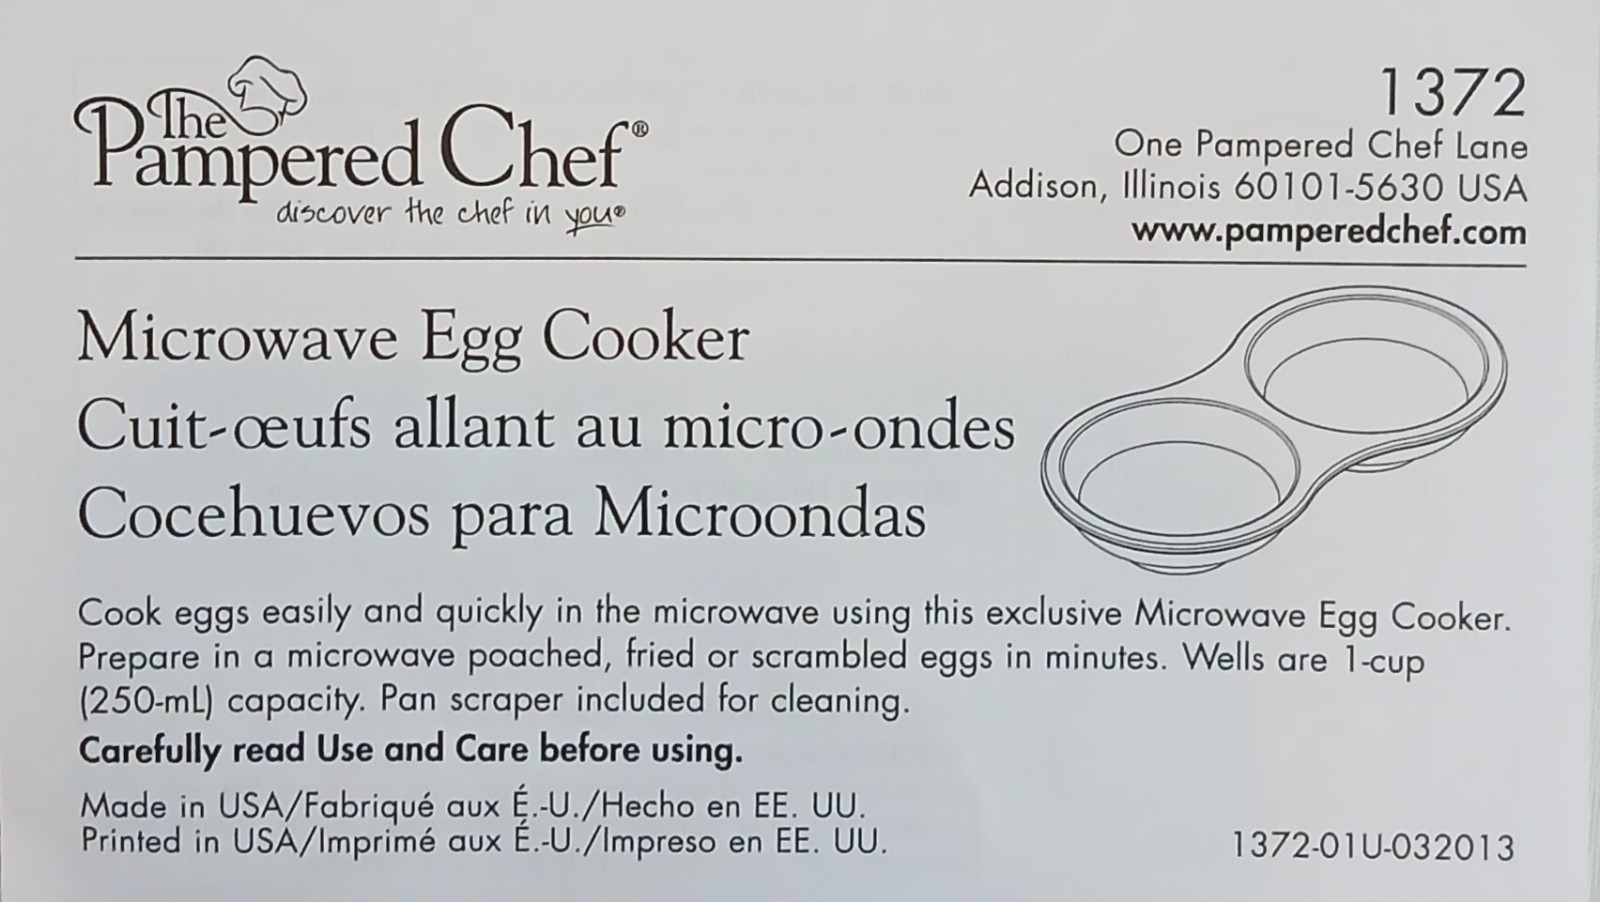 The
Pampered Chef®
discover the chef in you®
1372
One Pampered Chef Lane
Addison, Illinois 60101-5630 USA
www.pamperedchef.com
Microwave Egg Cooker
Cuit-œufs allant au micro-ondes
Cocehuevos para Microondas
Cook eggs easily and quickly in the microwave using this exclusive Microwave Egg Cooker.
Prepare in a microwave poached, fried or scrambled eggs in minutes. Wells are 1-cup
(250-mL) capacity. Pan scraper included for cleaning.
Carefully read Use and Care before using.
Made in USA/Fabriqué aux É.-U./Hecho en EE. UU.
Printed in USA/Imprimé aux É.-U./Impreso en EE. UU.
1372-01U-032013